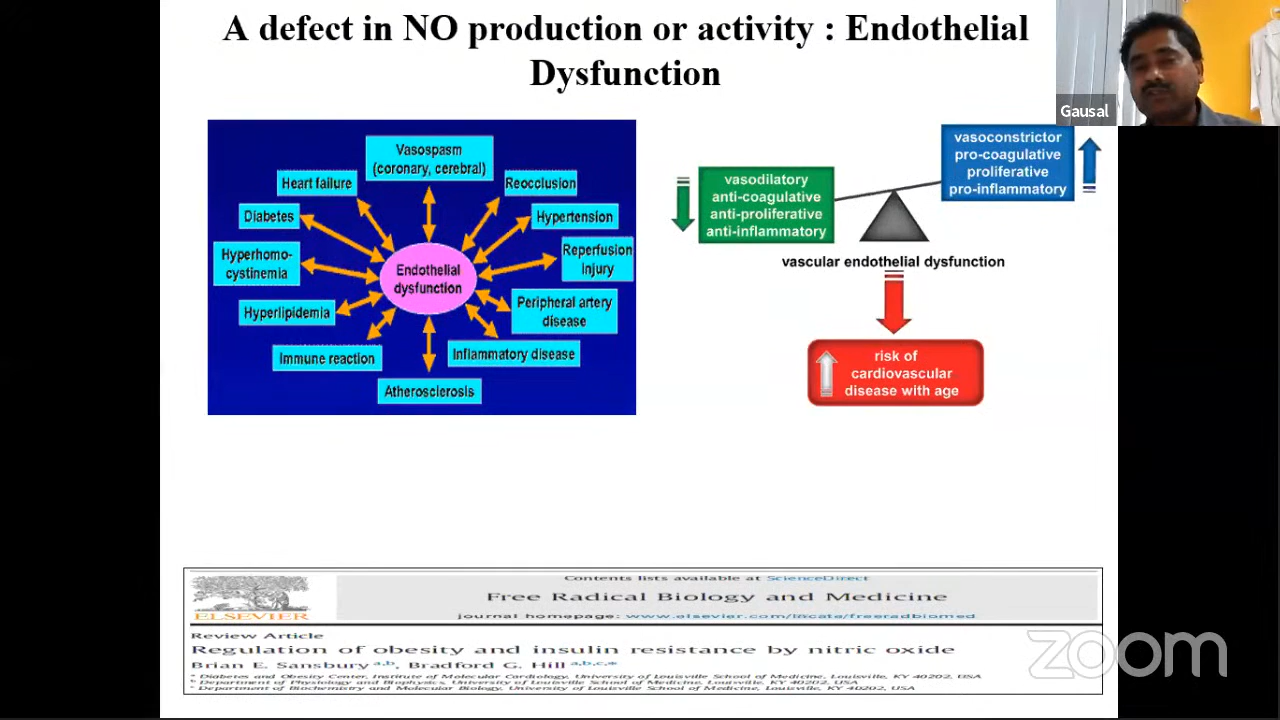 A defect in NO production or activity : Endothelial
Dysfunction
Gausal
Vasospasm
(coronary, cerebral)
Heart failure
Reocclusion
Diabetes
Hypertension
Hyperhomo-
cystinemia
Reperfusion
Injury
Endothelial
dysfunction
Hyperlipidemia
Peripheral artery
disease
Immune reaction
Inflammatory disease
Atherosclerosis
vasodilatory
anti-coagulative
anti-proliferative
anti-inflammatory
vasoconstrictor
pro-coagulative
proliferative
pro-inflammatory
vascular endothelial dysfunction
risk of
cardiovascular
disease with age
Contents lists available at ScienceDirect
Free Radical Biology and Medicine
journal homepage: www.elsevier.com/locate/freeradbiomed
ELSEVIER
Review Article
Regulation of obesity and insulin resistance by nitric oxide
Brian E. Sansbury a,b, Bradford G. Hill a,b,c,*
a Diabetes and Obesity Center, Institute of Molecular Cardiology, University of Louisville School of Medicine, Louisville, KY 40202, USA
b Department of Physiology and Biophysics, University of Louisville School of Medicine, Louisville, KY 40202, USA
c Department of Biochemistry and Molecular Biology, University of Louisville School of Medicine, Louisville, KY 40202, USA
zoom